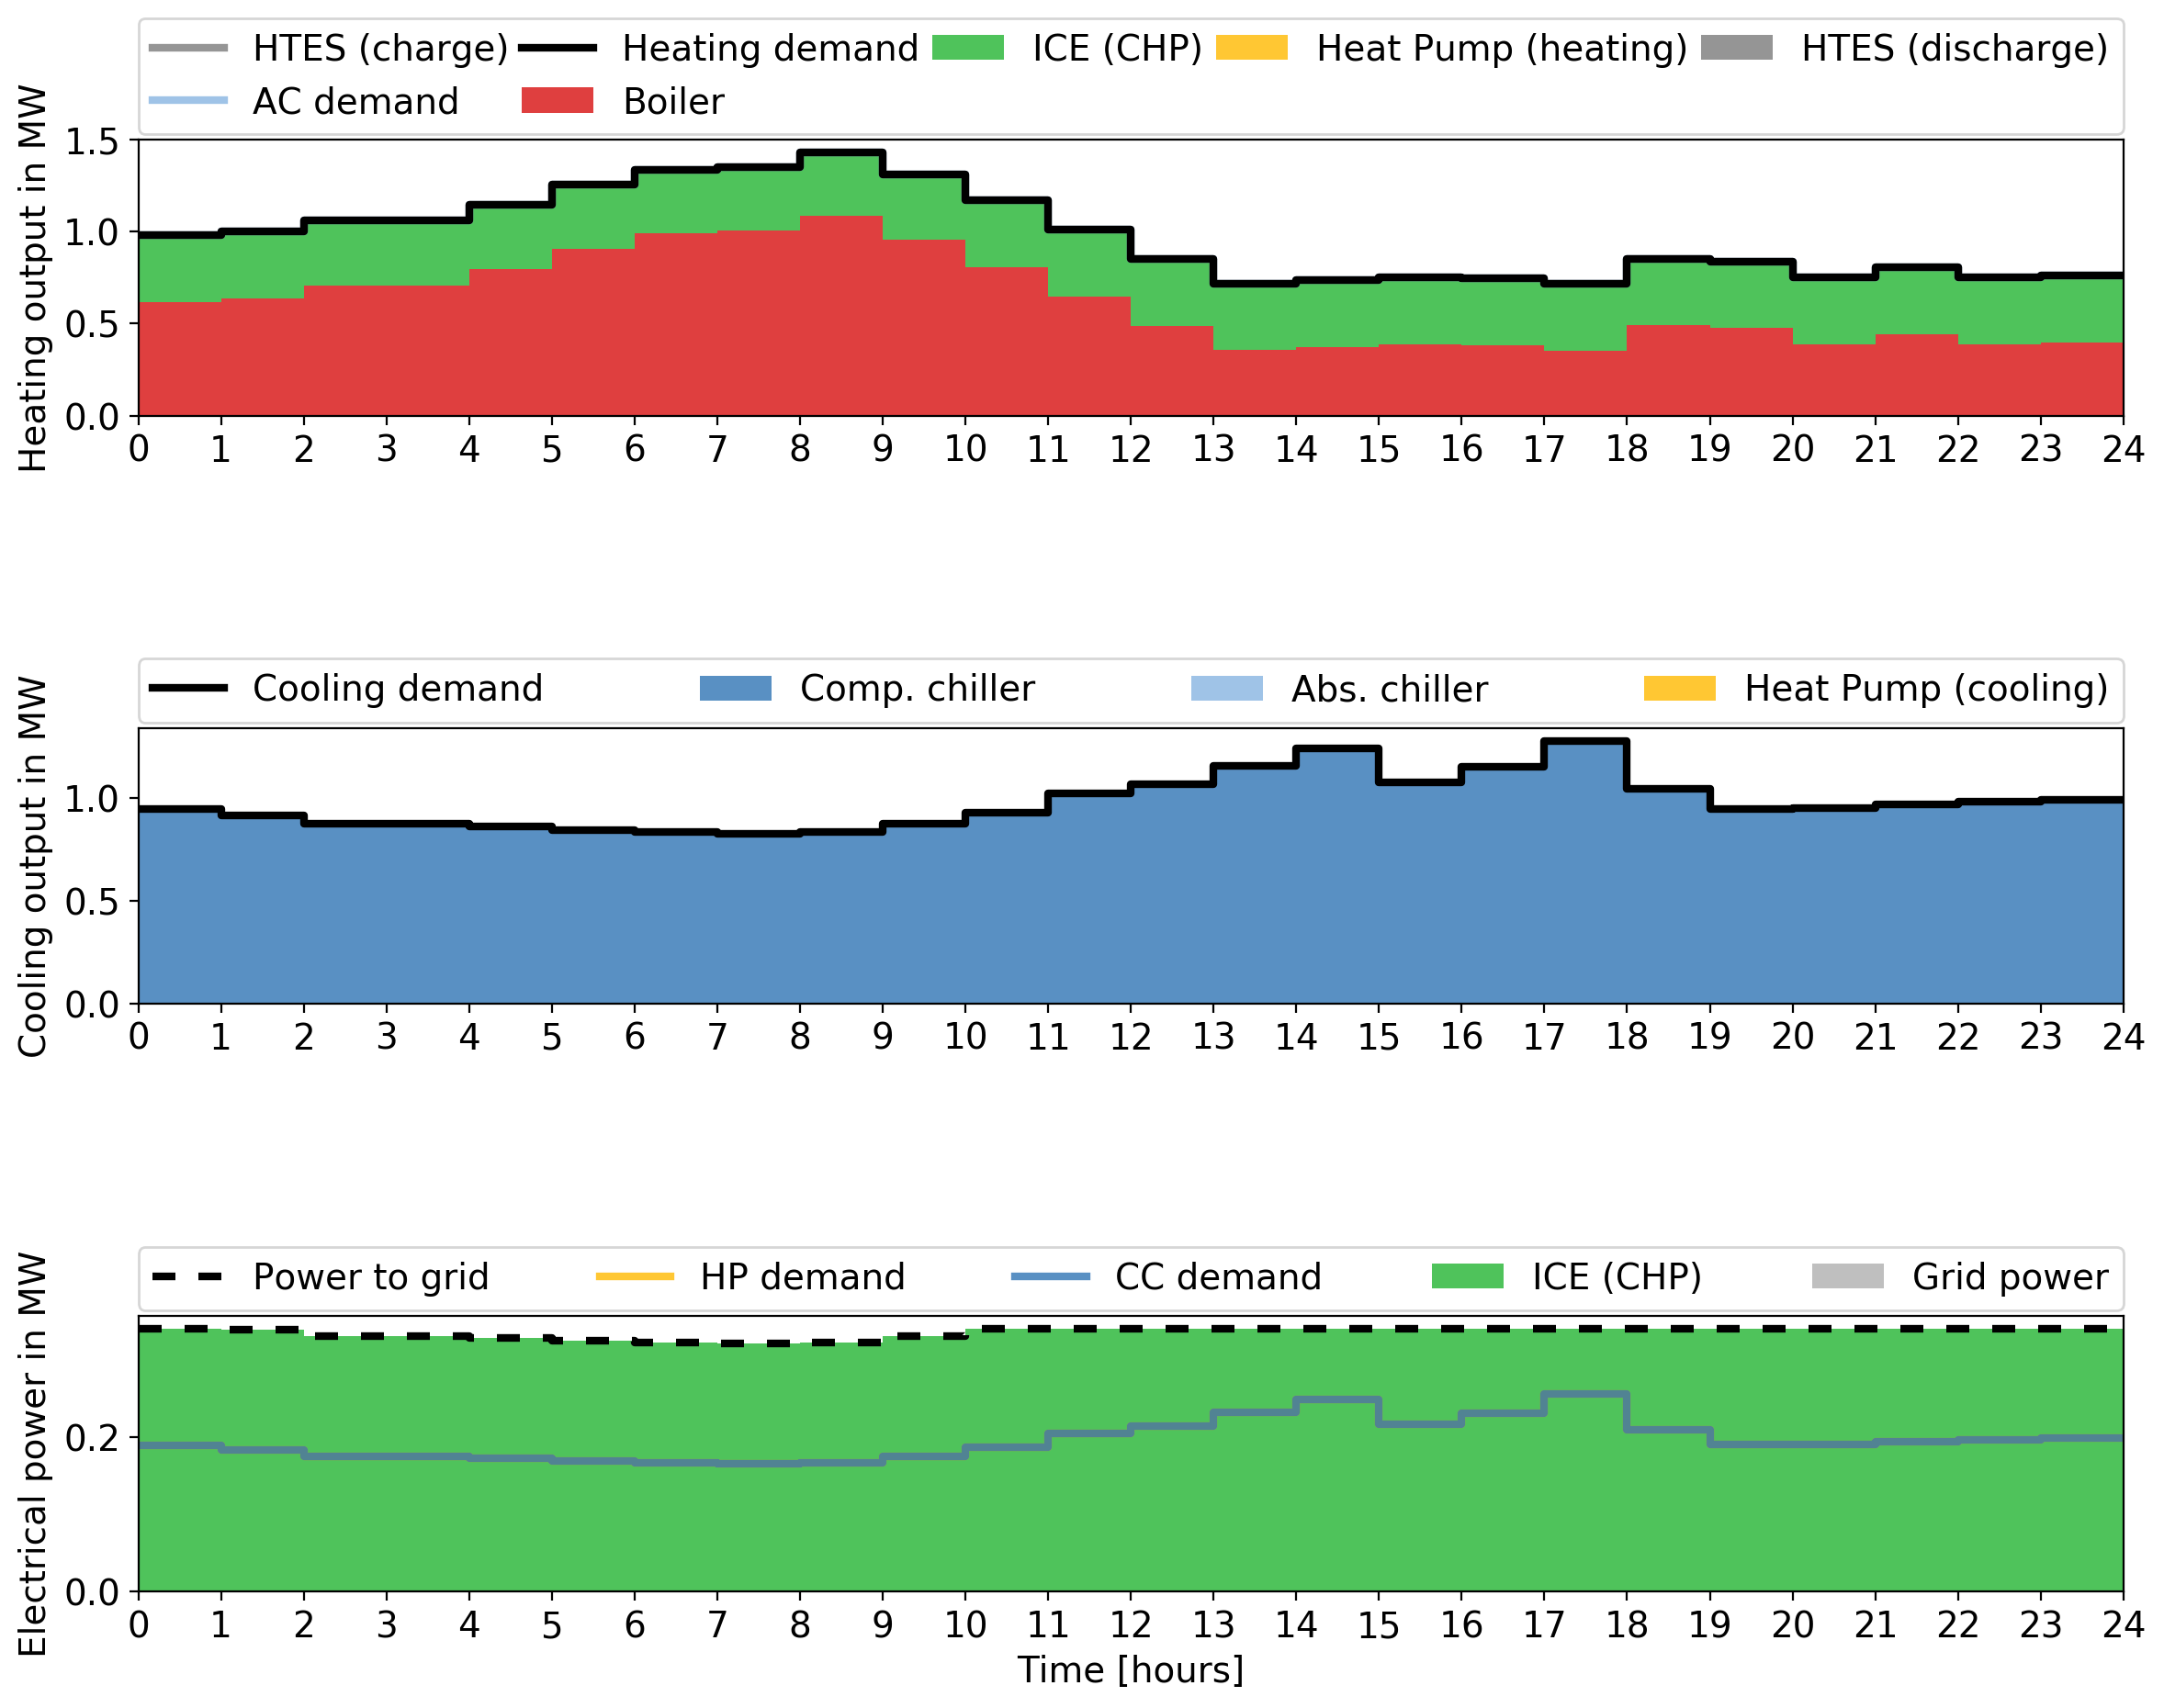 HTES (charge) Heating demand ICE (CHP) Heat Pump (heating) HTES (discharge)
AC demand Boiler
Heating output in MW
1.5
1.0
0.5
0.0
0 1 2 3 4 5 6 7 8 9 10 11 12 13 14 15 16 17 18 19 20 21 22 23 24
Cooling demand Comp. chiller Abs. chiller Heat Pump (cooling)
Cooling output in MW
1.0
0.5
0.0
0 1 2 3 4 5 6 7 8 9 10 11 12 13 14 15 16 17 18 19 20 21 22 23 24
Power to grid HP demand CC demand ICE (CHP) Grid power
Electrical power in MW
0.2
0.0
0 1 2 3 4 5 6 7 8 9 10 11 12 13 14 15 16 17 18 19 20 21 22 23 24
Time [hours]